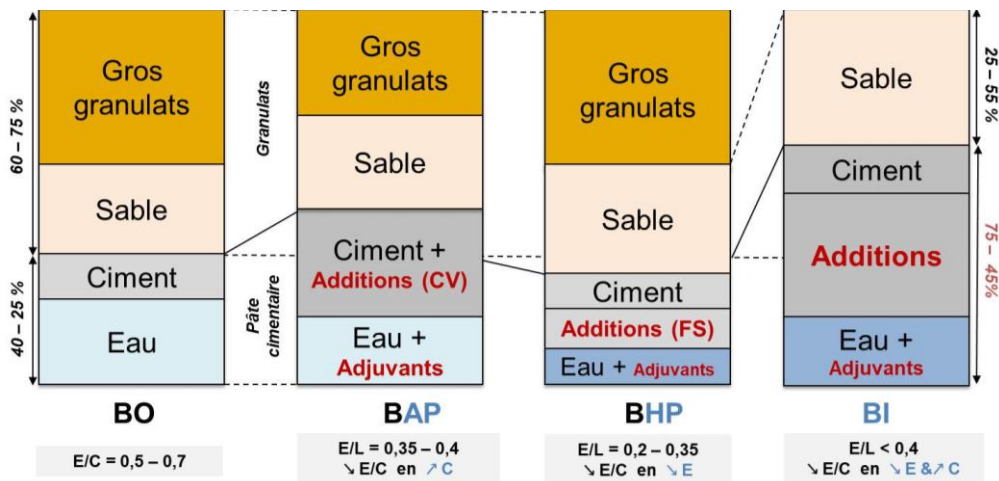 60 – 75 %
40 – 25 %
Gros
granulats
Sable
Ciment
Eau
BO
E/C = 0,5 – 0,7
Granulats
Pâte
cimentaire
Gros
granulats
Sable
Ciment +
Additions (CV)
Eau +
Adjuvants
BAP
E/L = 0,35 – 0,4
↘ E/C en ↗ C
Gros
granulats
Sable
Ciment
Additions (FS)
Eau + Adjuvants
BHP
E/L = 0,2 – 0,35
↘ E/C en ↘ E
Sable
Ciment
Additions
Eau +
Adjuvants
BI
E/L < 0,4
↘ E/C en ↘ E &↗ C
25 – 55 %
75 – 45%